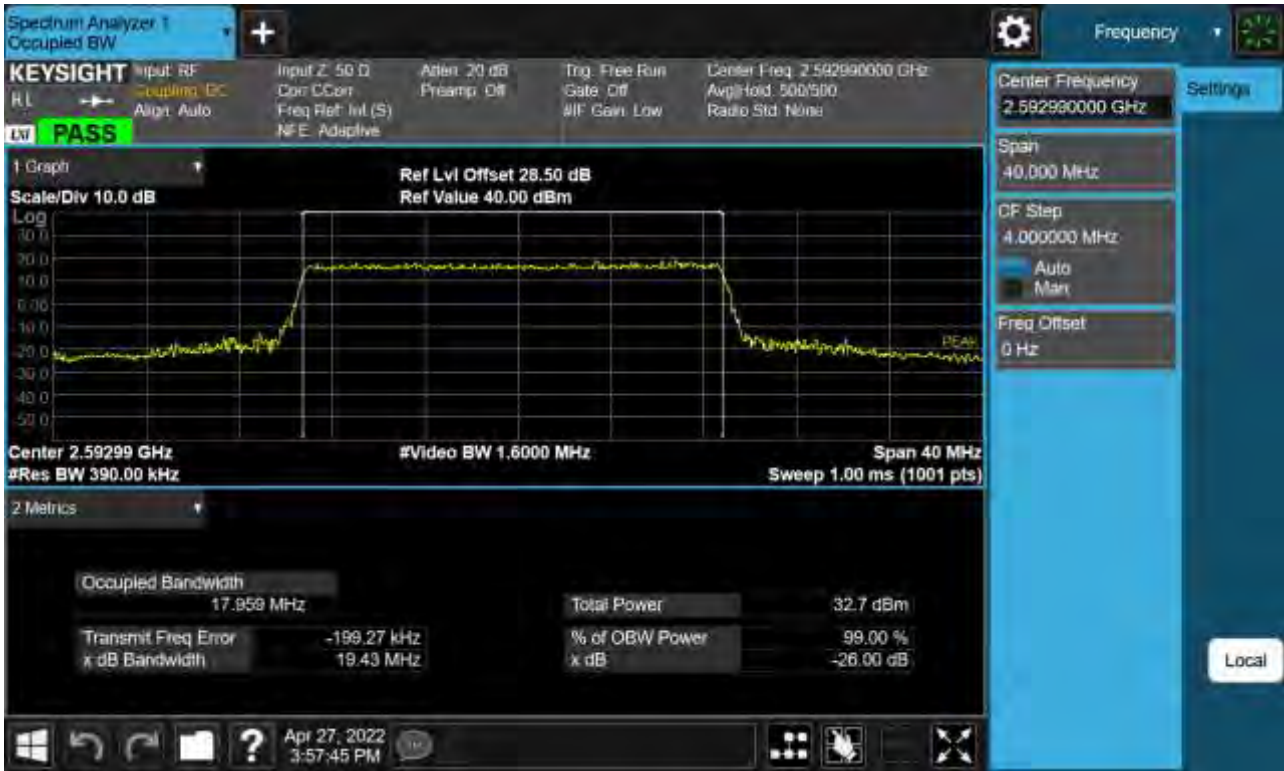 Spectrum Analyzer 1
Occupied BW
+
Frequency
KEYSIGHT
Input: RF
Coupling: DC
Align: Auto
Input Z: 50 Ω
Corr CCorr
Freq Ref: Int (S)
NFE: Adaptive
Atten: 20 dB
Preamp: Off
Trig: Free Run
Gate: Off
#IF Gain: Low
Center Freq: 2.592990000 GHz
Avg|Hold: 500/500
Radio Std: None
RL
LXI
PASS
Center Frequency
2.592990000 GHz
Settings
Span
40.000 MHz
CF Step
4.000000 MHz
Auto
Man
Freq Offset
0 Hz
1 Graph
Scale/Div 10.0 dB
Ref Lvl Offset 28.50 dB
Ref Value 40.00 dBm
Log
30.0
20.0
10.0
0.00
-10.0
-20.0
-30.0
-40.0
-50.0
PEAK
Center 2.59299 GHz
#Video BW 1.6000 MHz
Span 40 MHz
#Res BW 390.00 kHz
Sweep 1.00 ms (1001 pts)
2 Metrics
Occupied Bandwidth
17.959 MHz
Total Power 32.7 dBm
Transmit Freq Error -199.27 kHz
% of OBW Power 99.00 %
x dB Bandwidth 19.43 MHz
x dB -26.00 dB
Local
?
Apr 27, 2022
3:57:45 PM